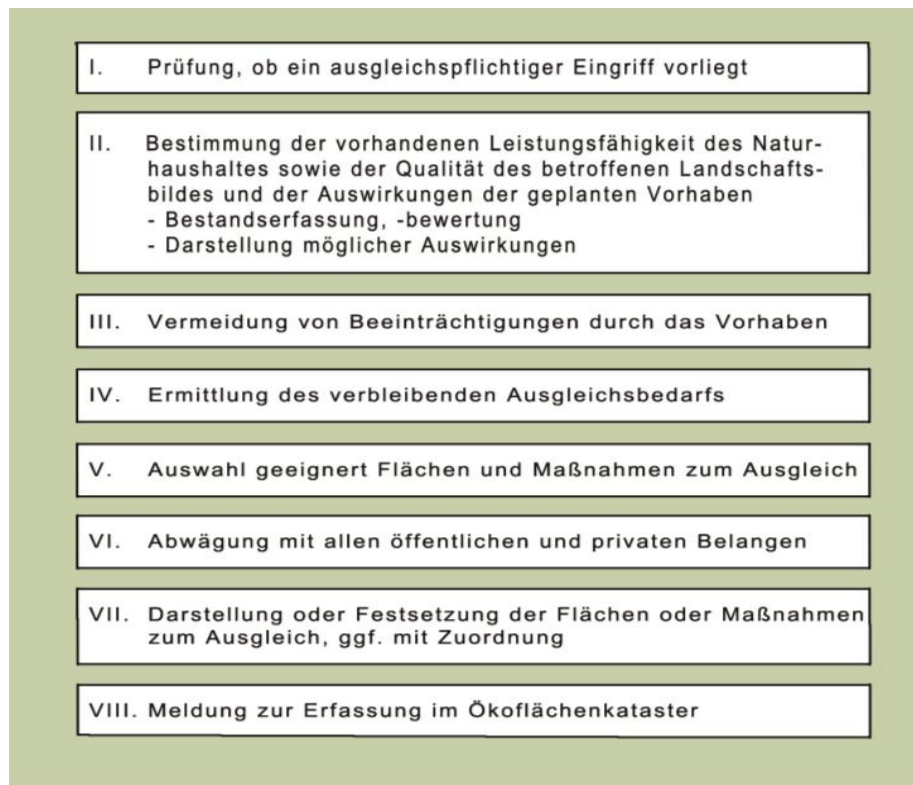 I. Prüfung, ob ein ausgleichspflichtiger Eingriff vorliegt
II. Bestimmung der vorhandenen Leistungsfähigkeit des Natur-
haushaltes sowie der Qualität des betroffenen Landschafts-
bildes und der Auswirkungen der geplanten Vorhaben
- Bestandserfassung, -bewertung
- Darstellung möglicher Auswirkungen
III. Vermeidung von Beeinträchtigungen durch das Vorhaben
IV. Ermittlung des verbleibenden Ausgleichsbedarfs
V. Auswahl geeignert Flächen und Maßnahmen zum Ausgleich
VI. Abwägung mit allen öffentlichen und privaten Belangen
VII. Darstellung oder Festsetzung der Flächen oder Maßnahmen
zum Ausgleich, ggf. mit Zuordnung
VIII. Meldung zur Erfassung im Ökoflächenkataster